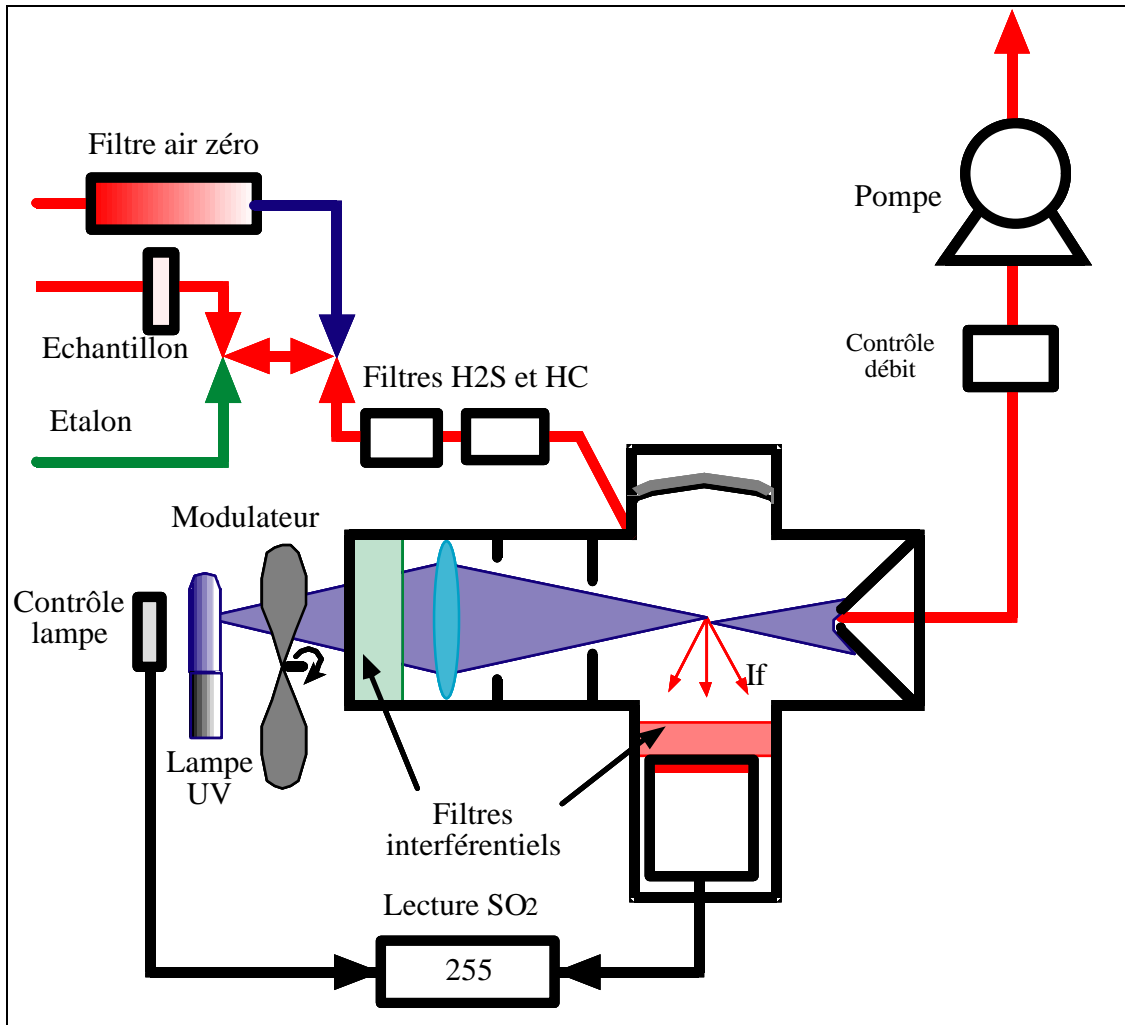 Filtre air zéro
Pompe
Echantillon
Contrôle
débit
Filtres H2S et HC
Etalon
Modulateur
Contrôle
lampe
If
Lampe
UV
Filtres
interférentiels
Lecture SO2
255